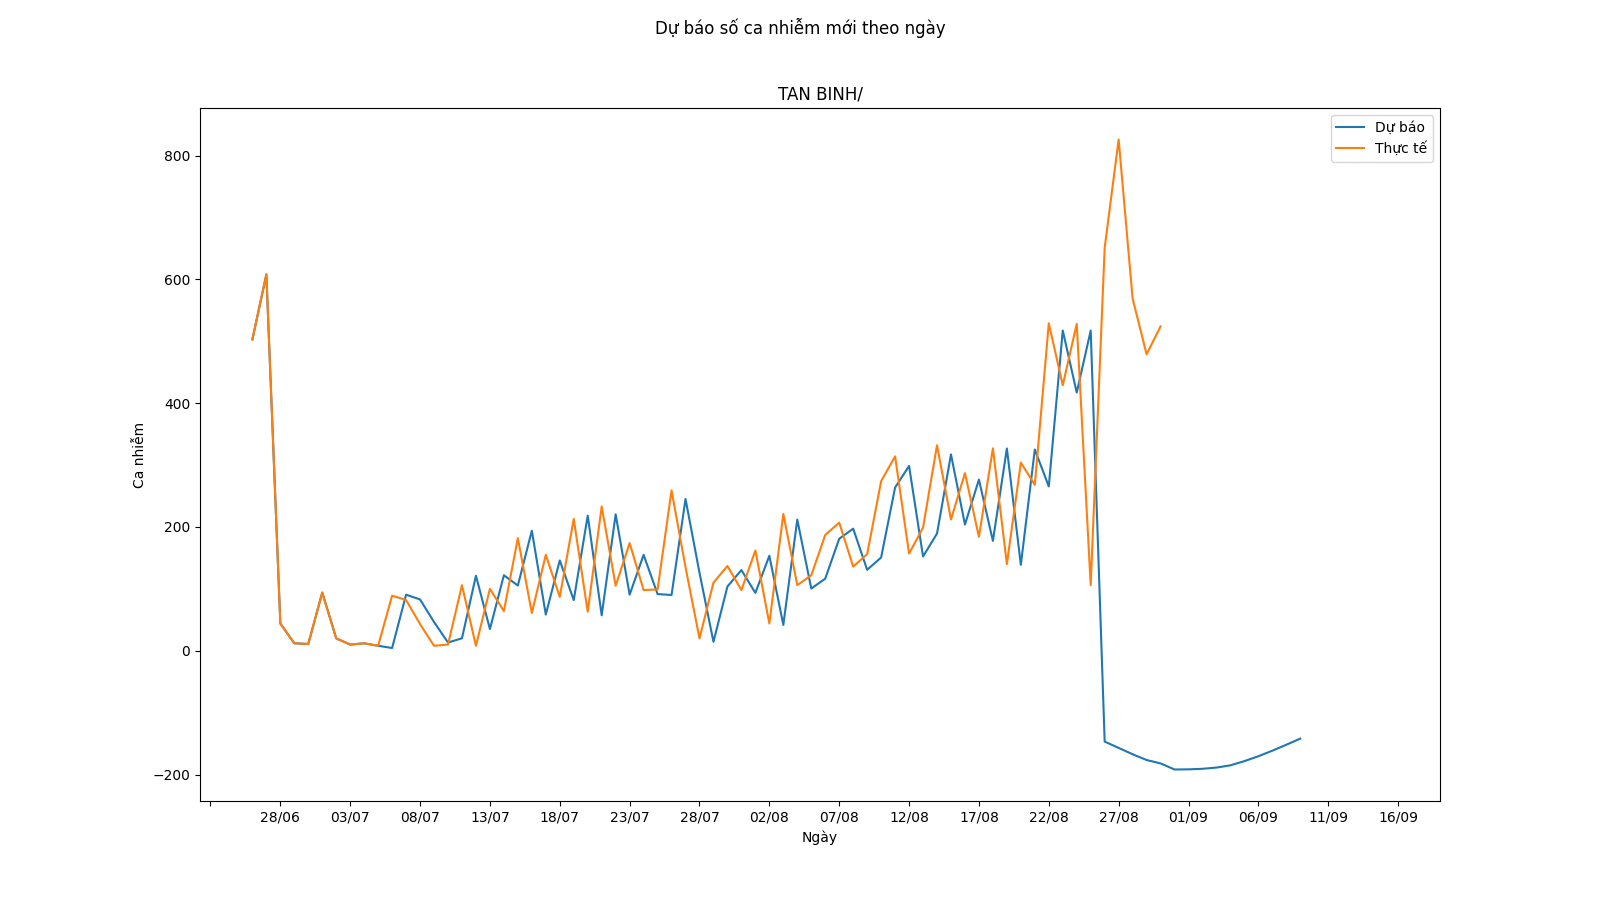 Dự báo số ca nhiễm mới theo ngày
TAN BINH/
Dự báo
Thực tế
800
600
400
200
0
−200
Ca nhiễm
28/06 03/07 08/07 13/07 18/07 23/07 28/07 02/08 07/08 12/08 17/08 22/08 27/08 01/09 06/09 11/09 16/09
Ngày